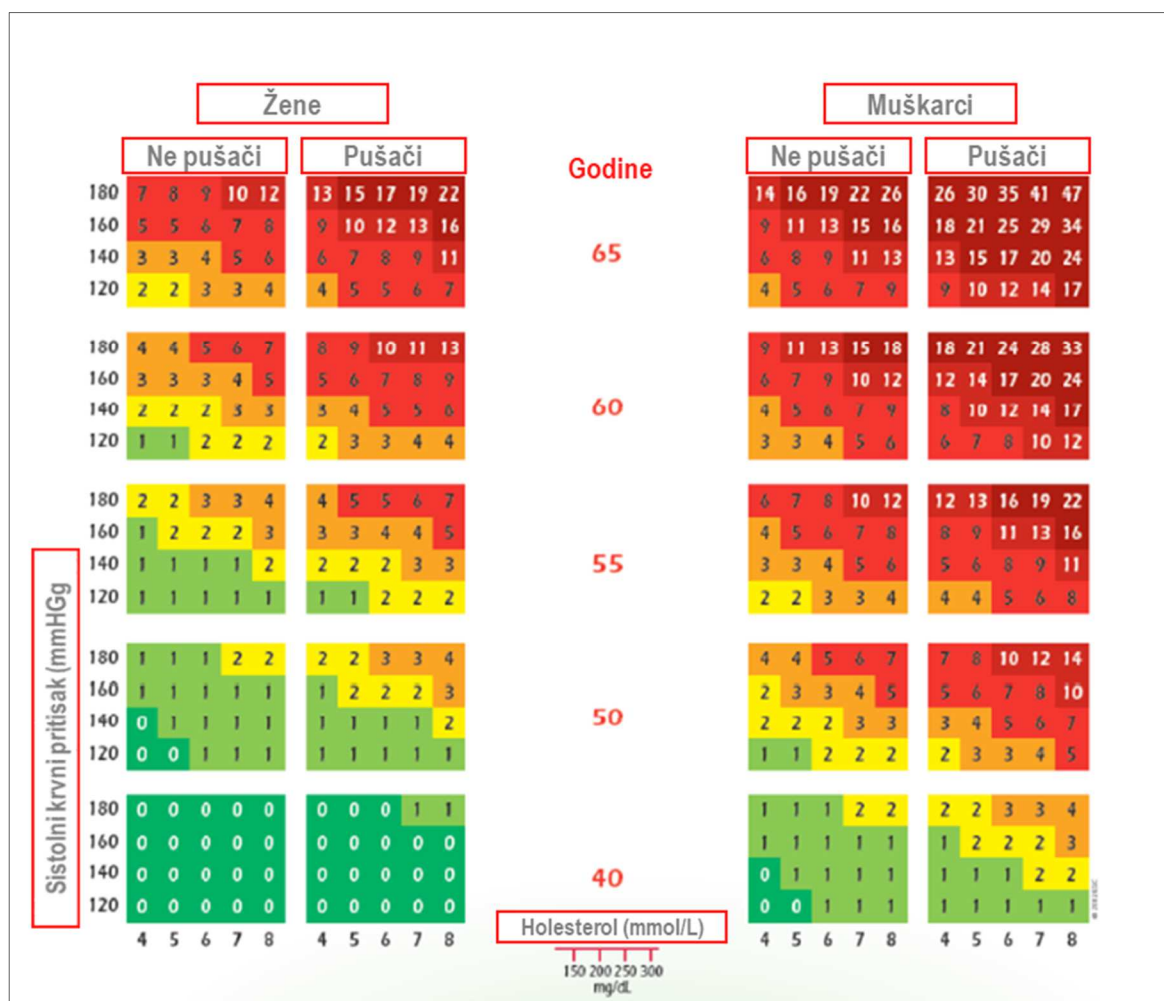 Žene Muškarci
Ne pušači Pušači Godine Ne pušači Pušači
180 7 8 9 10 12 13 15 17 19 22 14 16 19 22 26 26 30 35 41 47
160 5 5 6 7 8 9 10 12 13 16 9 11 13 15 16 18 21 25 29 34
65
140 3 3 4 5 6 6 7 8 9 11 6 8 9 11 13 13 15 17 20 24
120 2 2 3 3 4 4 5 5 6 7 4 5 6 7 9 9 10 12 14 17
180 4 4 5 6 7 8 9 10 11 13 9 11 13 15 18 18 21 24 28 33
160 3 3 3 4 5 5 6 7 8 9 6 7 9 10 12 12 14 17 20 24
60
140 2 2 2 3 3 3 4 5 5 6 4 5 6 7 9 8 10 12 14 17
120 1 1 2 2 2 2 3 3 4 4 3 3 4 5 6 6 7 8 10 12
180 2 2 3 3 4 4 5 5 6 7 6 7 8 10 12 12 13 16 19 22
160 1 2 2 2 3 3 3 4 4 5 4 5 6 7 8 8 9 11 13 16
55
140 1 1 1 1 2 2 2 2 3 3 3 3 4 5 6 5 6 8 9 11
120 1 1 1 1 1 1 1 2 2 2 2 2 3 3 4 4 4 5 6 8
180 1 1 1 2 2 2 2 3 3 4 4 4 5 6 7 7 8 10 12 14
160 1 1 1 1 1 1 2 2 2 3 2 3 3 4 5 5 6 7 8 10
50
140 0 1 1 1 1 1 1 1 1 2 2 2 2 3 3 3 4 5 6 7
120 0 0 1 1 1 1 1 1 1 1 1 1 2 2 2 2 3 3 4 5
180 0 0 0 0 0 0 0 0 1 1 1 1 1 2 2 2 2 3 3 4
160 0 0 0 0 0 0 0 0 0 0 1 1 1 1 1 1 2 2 2 3
40
140 0 0 0 0 0 0 0 0 0 0 0 1 1 1 1 1 1 1 2 2
120 0 0 0 0 0 0 0 0 0 0 0 0 1 1 1 1 1 1 1 1
4 5 6 7 8 4 5 6 7 8 Holesterol (mmol/L) 4 5 6 7 8 4 5 6 7 8
150 200 250 300
mg/dL
Sistolni krvni pritisak (mmHGg)